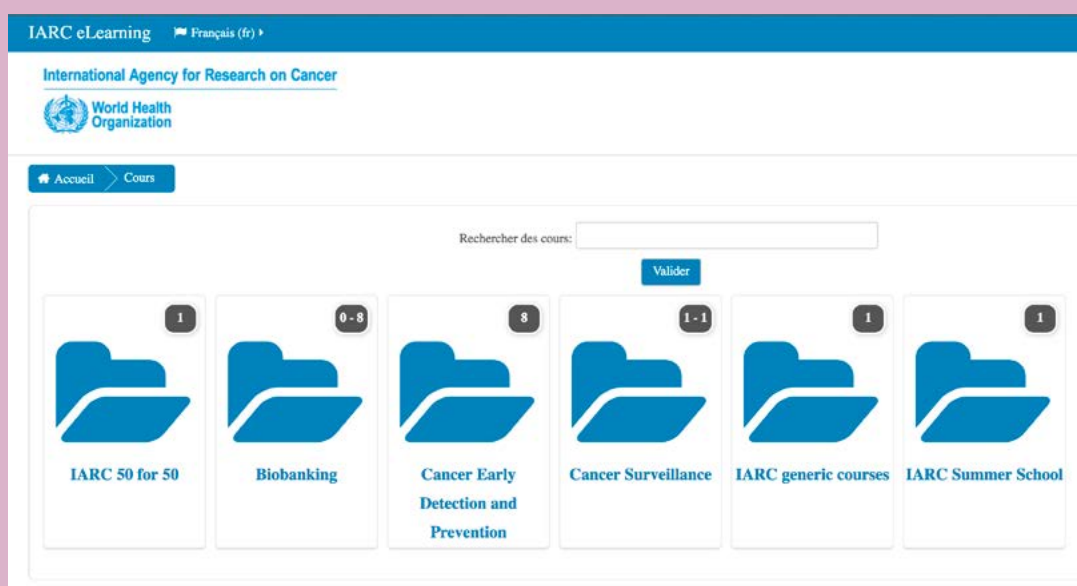 IARC eLearning Français (fr)
International Agency for Research on Cancer
World Health
Organization
Accueil Cours
Rechercher des cours:
Valider
1 0 - 8 8 1 - 1 1 1
IARC 50 for 50
Biobanking
Cancer Early
Detection and
Prevention
Cancer Surveillance
IARC generic courses
IARC Summer School